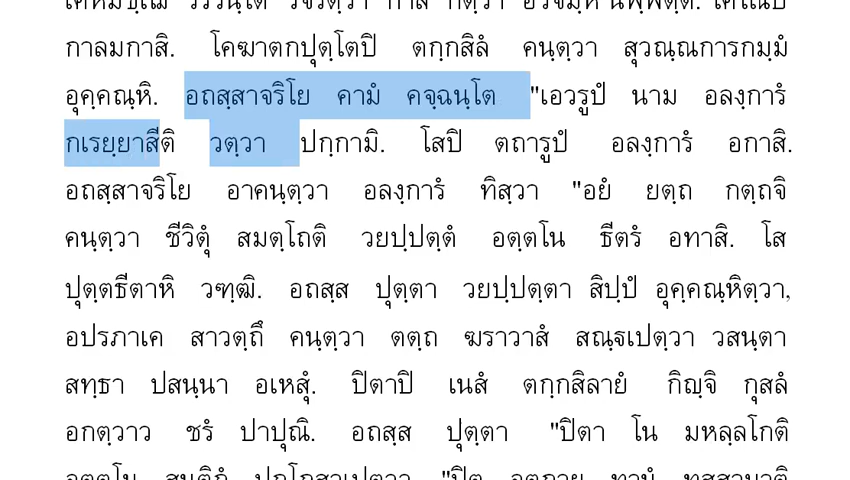 กาลมกาสิ. โคฆาตกปุตฺโตปิ ตกฺกสิลํ คนฺตฺวา สุวณฺณการกมฺมํ
อุคฺคณฺหิ. อถสฺสาจริโย คามํ คจฺฉนฺโต "เอวรูปํ นาม อลงฺการํ
กเรยฺยาสีติ วตฺวา ปกฺกามิ. โสปิ ตถารูปํ อลงฺการํ อกาสิ.
อถสฺสาจริโย อาคนฺตฺวา อลงฺการํ ทิสฺวา "อยํ ยตฺถ กตฺถจิ
คนฺตฺวา ชีวิตุํ สมตฺโถติ วยปฺปตฺตํ อตฺตโน ธีตรํ อทาสิ. โส
ปุตฺตธีตาหิ วฑฺฒิ. อถสฺส ปุตฺตา วยปฺปตฺตา สิปฺปํ อุคฺคณฺหิตฺวา,
อปรภาเค สาวตฺถึ คนฺตฺวา ตตฺถ ฆราวาสํ สณฺฐเปตฺวา วสนฺตา
สทฺธา ปสนฺนา อเหสุํ. ปิตาปิ เนสํ ตกฺกสิลายํ กิญฺจิ กุสลํ
อกตฺวาว ชรํ ปาปุณิ. อถสฺส ปุตฺตา "ปิตา โน มหลฺลโกติ